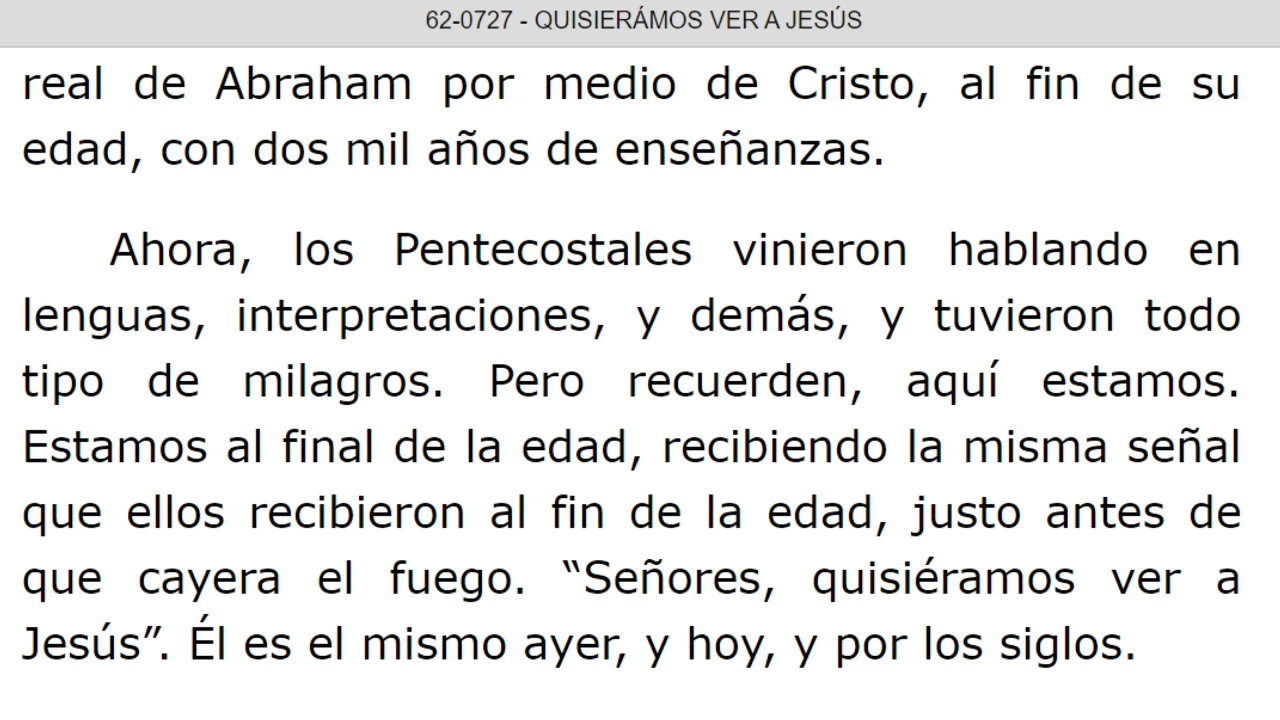 62-0727 - QUISIERÁMOS VER A JESÚS
real de Abraham por medio de Cristo, al fin de su
edad, con dos mil años de enseñanzas.
Ahora, los Pentecostales vinieron hablando en
lenguas, interpretaciones, y demás, y tuvieron todo
tipo de milagros. Pero recuerden, aquí estamos.
Estamos al final de la edad, recibiendo la misma señal
que ellos recibieron al fin de la edad, justo antes de
que cayera el fuego. “Señores, quisiéramos ver a
Jesús”. Él es el mismo ayer, y hoy, y por los siglos.